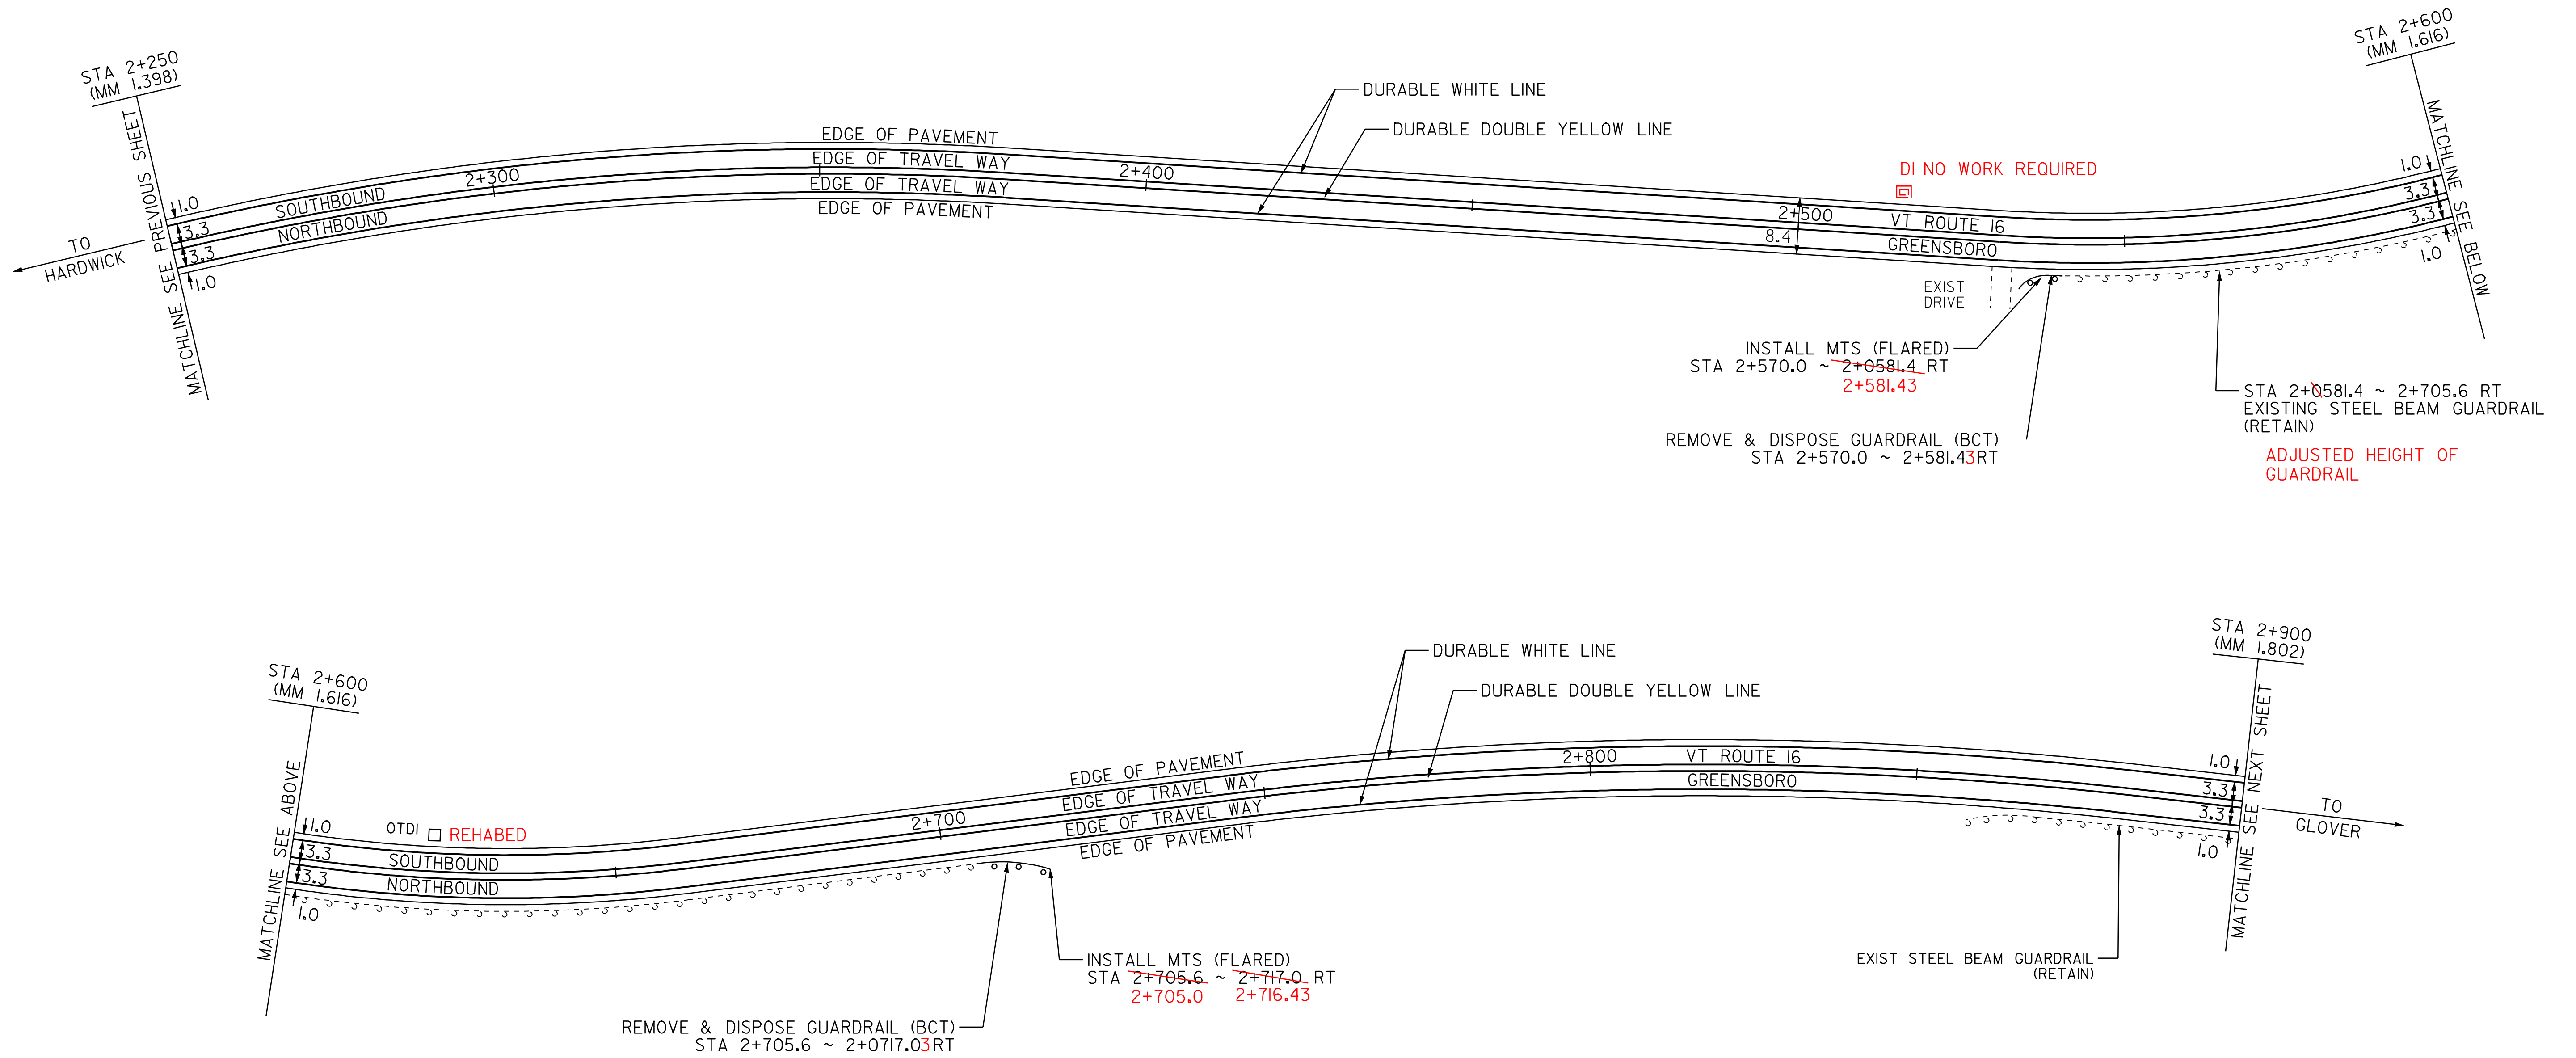 STA 2+250
(MM 1.398)
MATCHLINE SEE PREVIOUS SHEET
TO
HARDWICK
1.0
3.3
3.3
1.0
SOUTHBOUND
NORTHBOUND
2+300
EDGE OF PAVEMENT
EDGE OF TRAVEL WAY
EDGE OF TRAVEL WAY
EDGE OF PAVEMENT
2+400
DURABLE WHITE LINE
DURABLE DOUBLE YELLOW LINE
2+500
8.4
DI NO WORK REQUIRED
VT ROUTE 16
GREENSBORO
EXIST
DRIVE
INSTALL MTS (FLARED)
STA 2+570.0 ~ 2+0581.4 RT
2+581.43
REMOVE & DISPOSE GUARDRAIL (BCT)
STA 2+570.0 ~ 2+581.43RT
STA 2+600
(MM 1.616)
MATCHLINE SEE BELOW
1.0
3.3
3.3
1.0
STA 2+0581.4 ~ 2+705.6 RT
EXISTING STEEL BEAM GUARDRAIL
(RETAIN)
ADJUSTED HEIGHT OF
GUARDRAIL
STA 2+600
(MM 1.616)
MATCHLINE SEE ABOVE
1.0
3.3
3.3
1.0
OTDI
REHABED
SOUTHBOUND
NORTHBOUND
2+700
EDGE OF PAVEMENT
EDGE OF TRAVEL WAY
EDGE OF TRAVEL WAY
EDGE OF PAVEMENT
DURABLE WHITE LINE
DURABLE DOUBLE YELLOW LINE
2+800
VT ROUTE 16
GREENSBORO
INSTALL MTS (FLARED)
STA 2+705.6 ~ 2+717.0 RT
2+705.0 2+716.43
REMOVE & DISPOSE GUARDRAIL (BCT)
STA 2+705.6 ~ 2+0717.03RT
EXIST STEEL BEAM GUARDRAIL
(RETAIN)
STA 2+900
(MM 1.802)
MATCHLINE SEE NEXT SHEET
1.0
3.3
3.3
1.0
TO
GLOVER